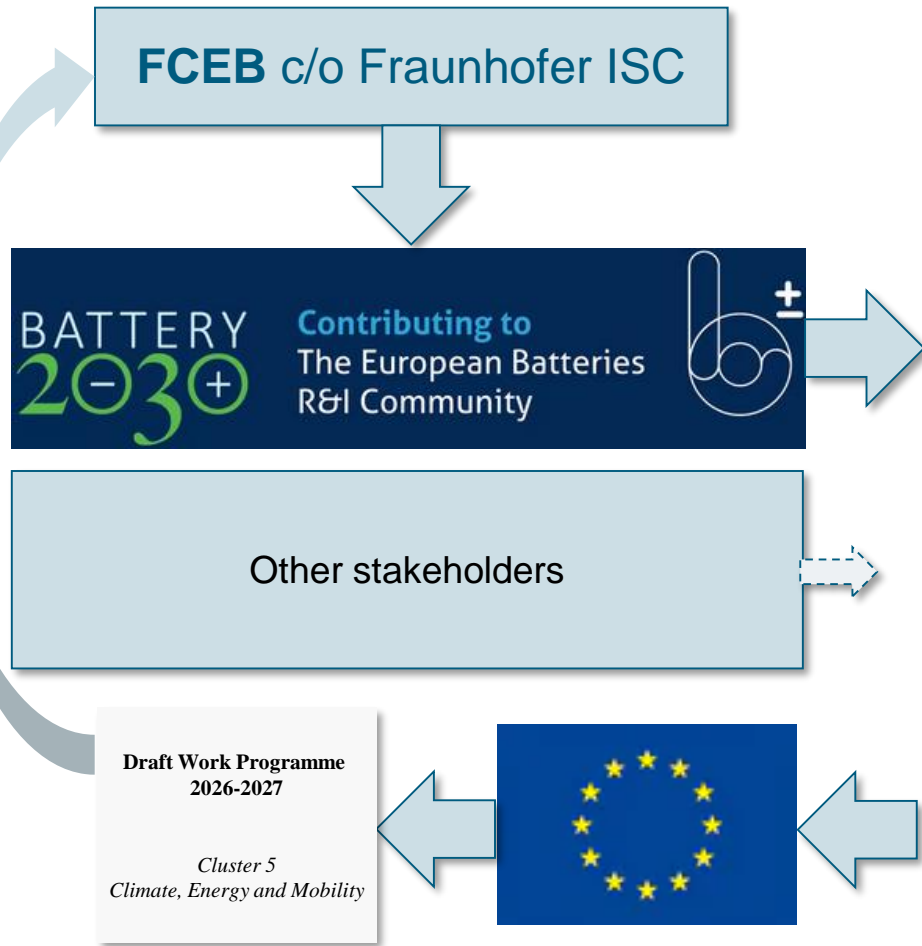 FCEB c/o Fraunhofer ISC
BATTERY
2030+
Contributing to
The European Batteries
R&I Community
b
±
Other stakeholders
Draft Work Programme
2026-2027
Cluster 5
Climate, Energy and Mobility